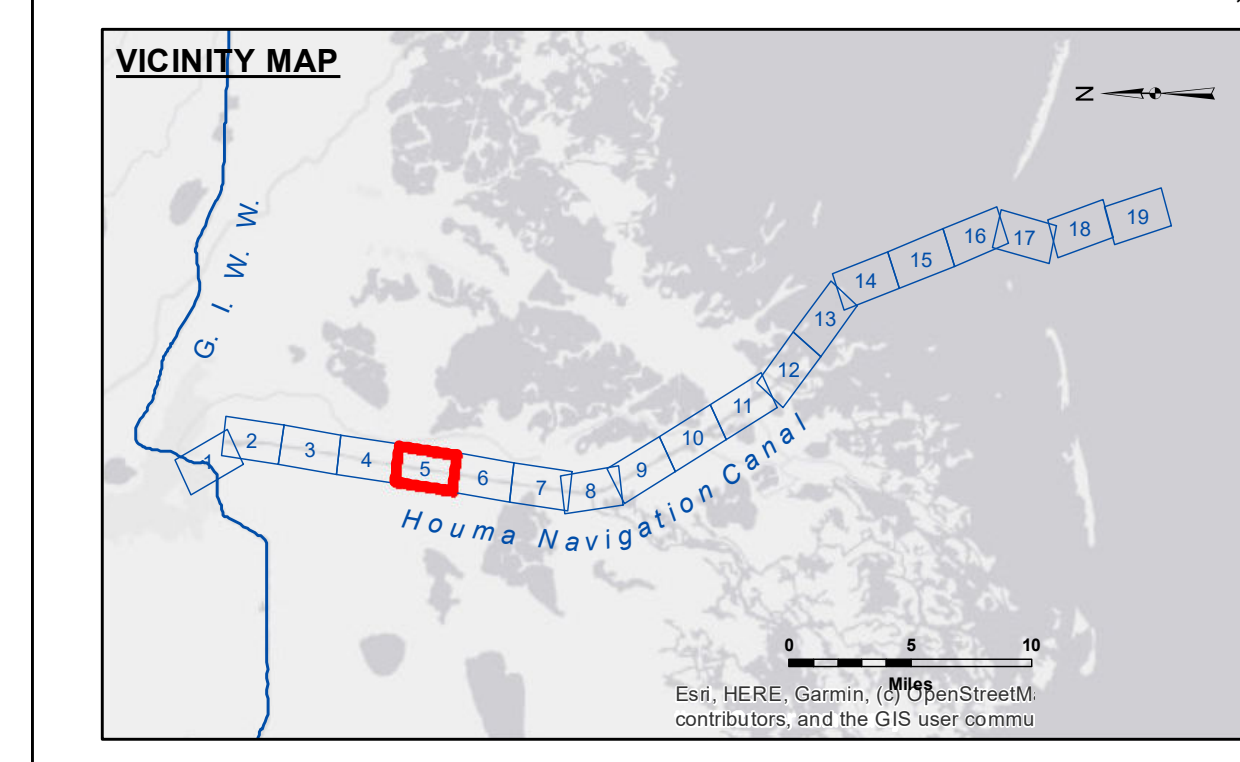 VICINITY MAP
N
G. I. W. W.
1
2
3
4
5
6
7
8
9
10
11
12
13
14
15
16
17
18
19
Houma Navigation Canal
0 5 10
Miles
Esri, HERE, Garmin, (c) OpenStreetM
contributors, and the GIS user commu